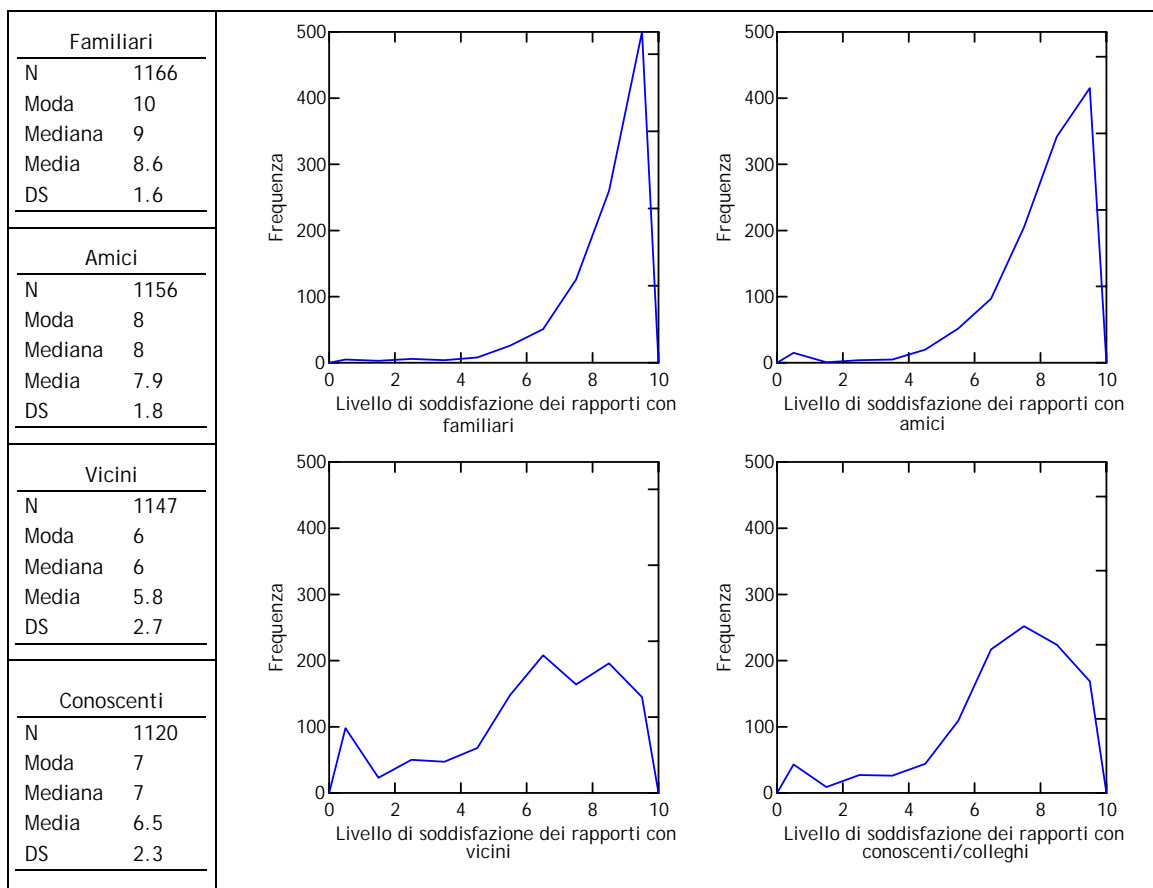 Familiari
N 1166
Moda 10
Mediana 9
Media 8.6
DS 1.6
Amici
N 1156
Moda 8
Mediana 8
Media 7.9
DS 1.8
Vicini
N 1147
Moda 6
Mediana 6
Media 5.8
DS 2.7
Conoscenti
N 1120
Moda 7
Mediana 7
Media 6.5
DS 2.3
500
400
300
200
100
0
Frequenza
0 2 4 6 8 10
Livello di soddisfazione dei rapporti con
familiari
500
400
300
200
100
0
Frequenza
0 2 4 6 8 10
Livello di soddisfazione dei rapporti con
amici
500
400
300
200
100
0
Frequenza
0 2 4 6 8 10
Livello di soddisfazione dei rapporti con
vicini
500
400
300
200
100
0
Frequenza
0 2 4 6 8 10
Livello di soddisfazione dei rapporti con
conoscenti/colleghi